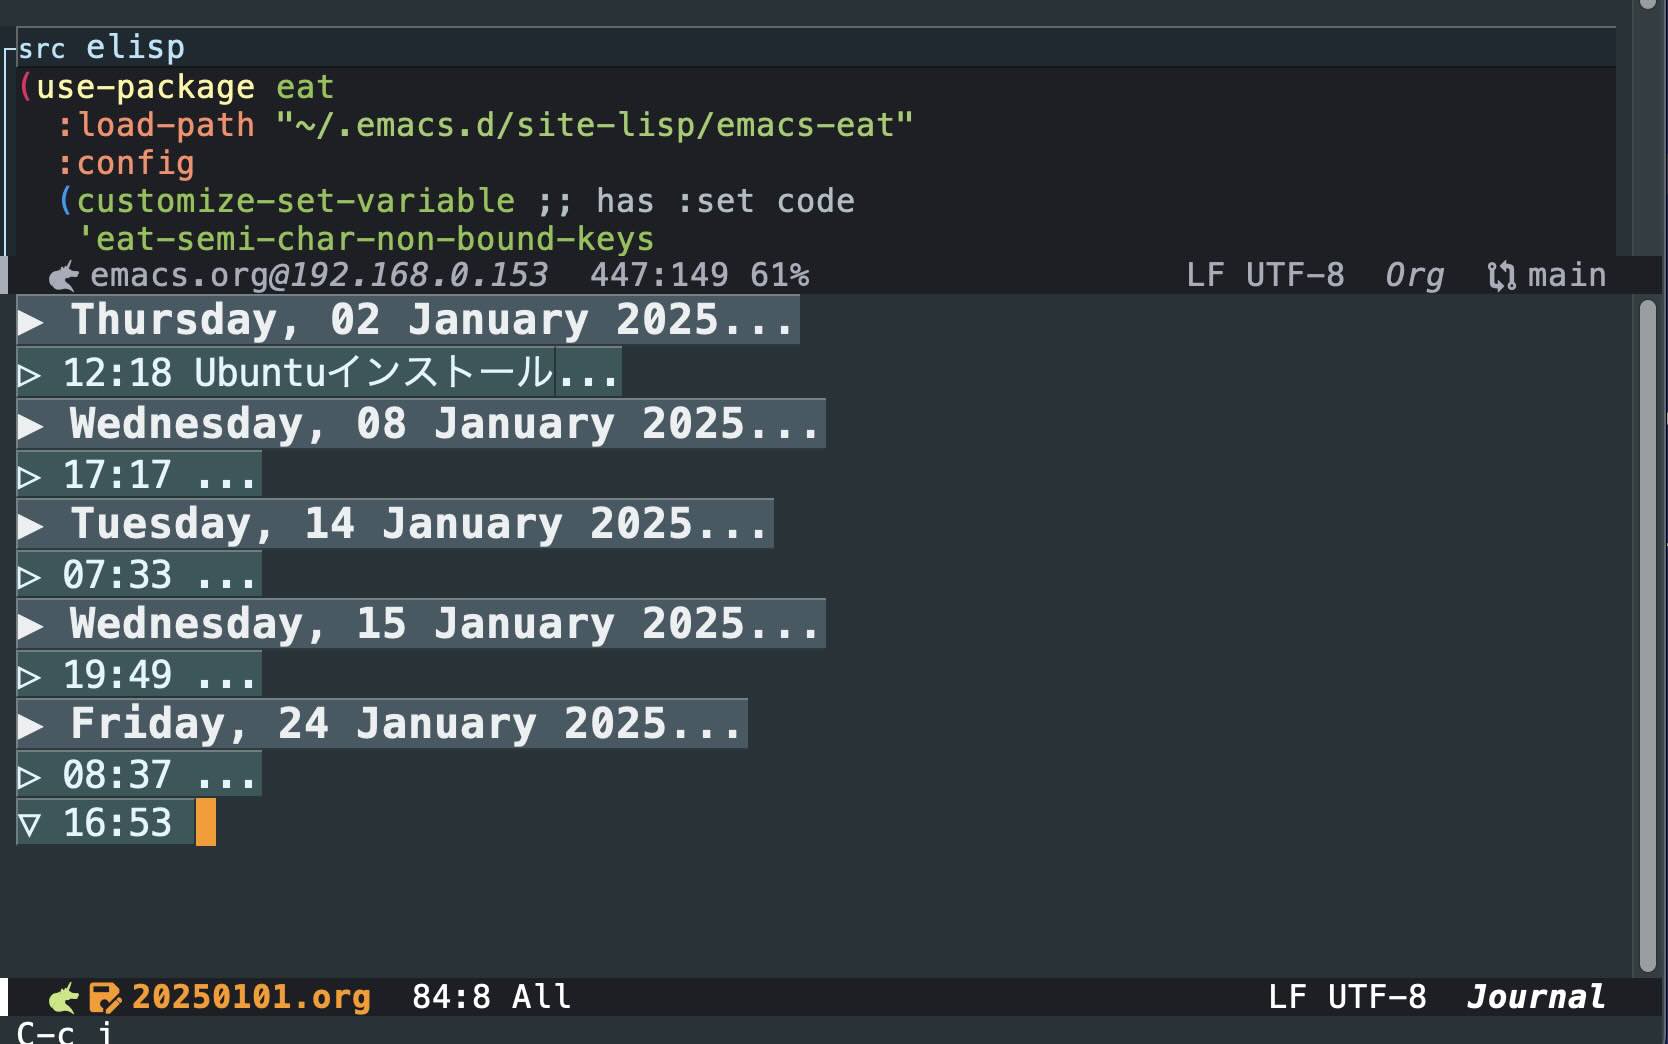 src elisp
(use-package eat
:load-path "~/.emacs.d/site-lisp/emacs-eat"
:config
(customize-set-variable ;; has :set code
'eat-semi-char-non-bound-keys
emacs.org@192.168.0.153 447:149 61% LF UTF-8 Org main
▶ Thursday, 02 January 2025...
▷ 12:18 Ubuntuインストール...
▶ Wednesday, 08 January 2025...
▷ 17:17 ...
▶ Tuesday, 14 January 2025...
▷ 07:33 ...
▶ Wednesday, 15 January 2025...
▷ 19:49 ...
▶ Friday, 24 January 2025...
▷ 08:37 ...
▽ 16:53
20250101.org 84:8 All LF UTF-8 Journal
C-c j